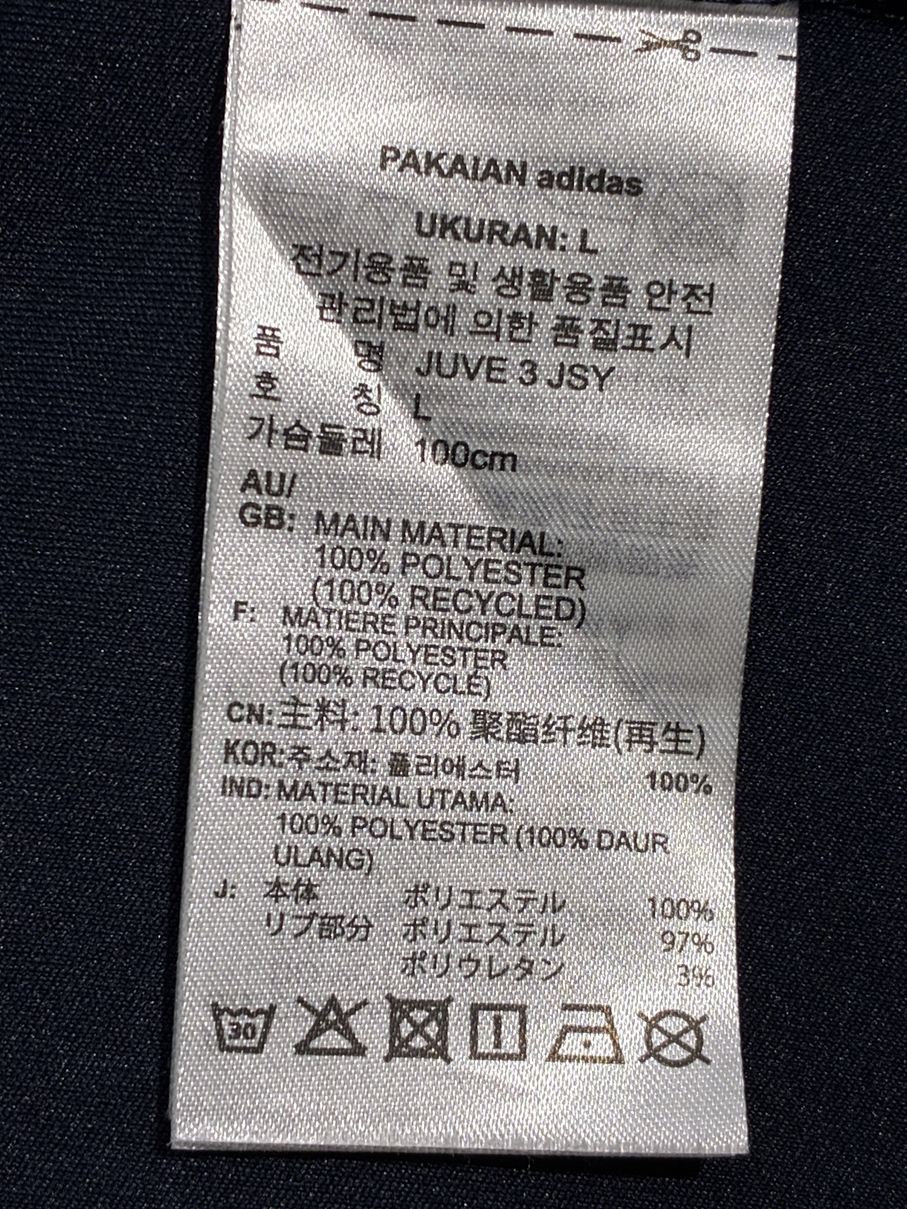 PAKAIAN adidas
UKURAN: L
전기용품 및 생활용품 안전
관리법에 의한 품질표시
품 명 JUVE 3 JSY
호 칭 L
가슴둘레 100cm
AU/
GB: MAIN MATERIAL:
100% POLYESTER
(100% RECYCLED)
F: MATIERE PRINCIPALE:
100% POLYESTER
(100% RECYCLÉ)
CN:主料: 100% 聚酯纤维(再生)
KOR:주소재: 폴리에스터 100%
IND: MATERIAL UTAMA:
100% POLYESTER (100% DAUR
ULANG)
J: 本体 ポリエステル 100%
リブ部分 ポリエステル 97%
ポリウレタン 3%
30